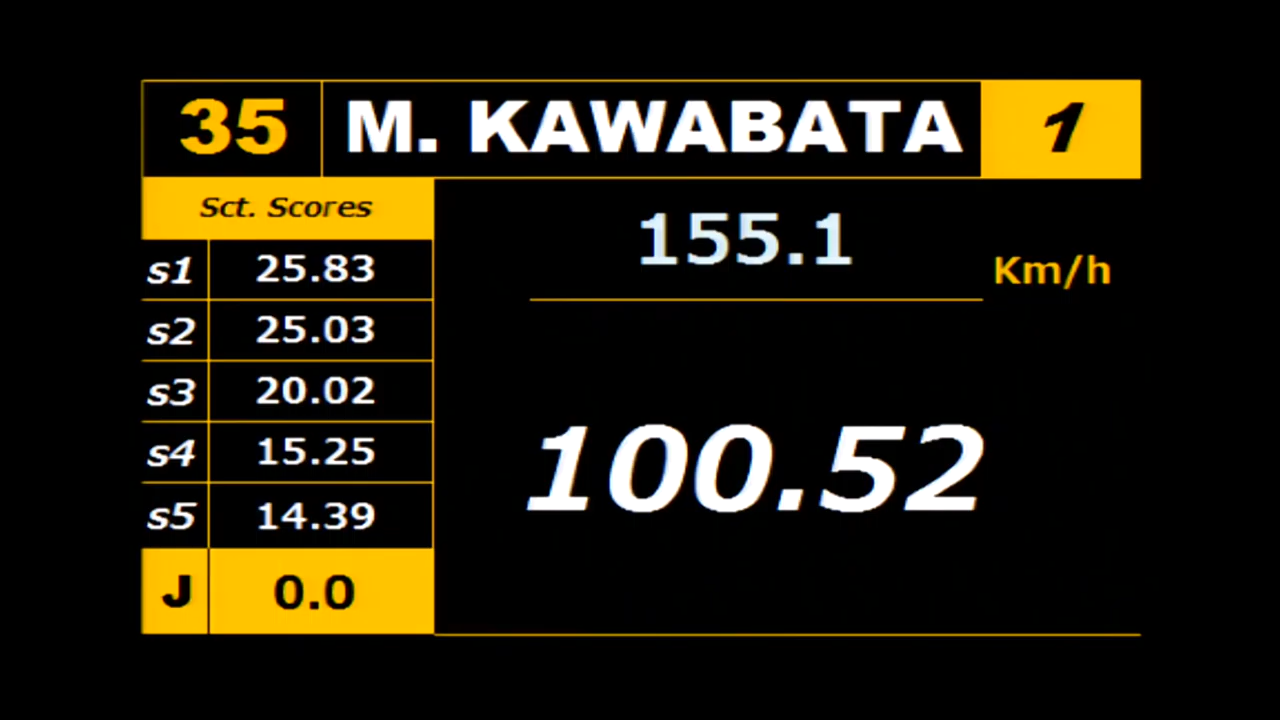 35 M. KAWABATA 1
Sct. Scores
155.1 Km/h
s1 25.83
s2 25.03
s3 20.02
s4 15.25
s5 14.39
100.52
J 0.0